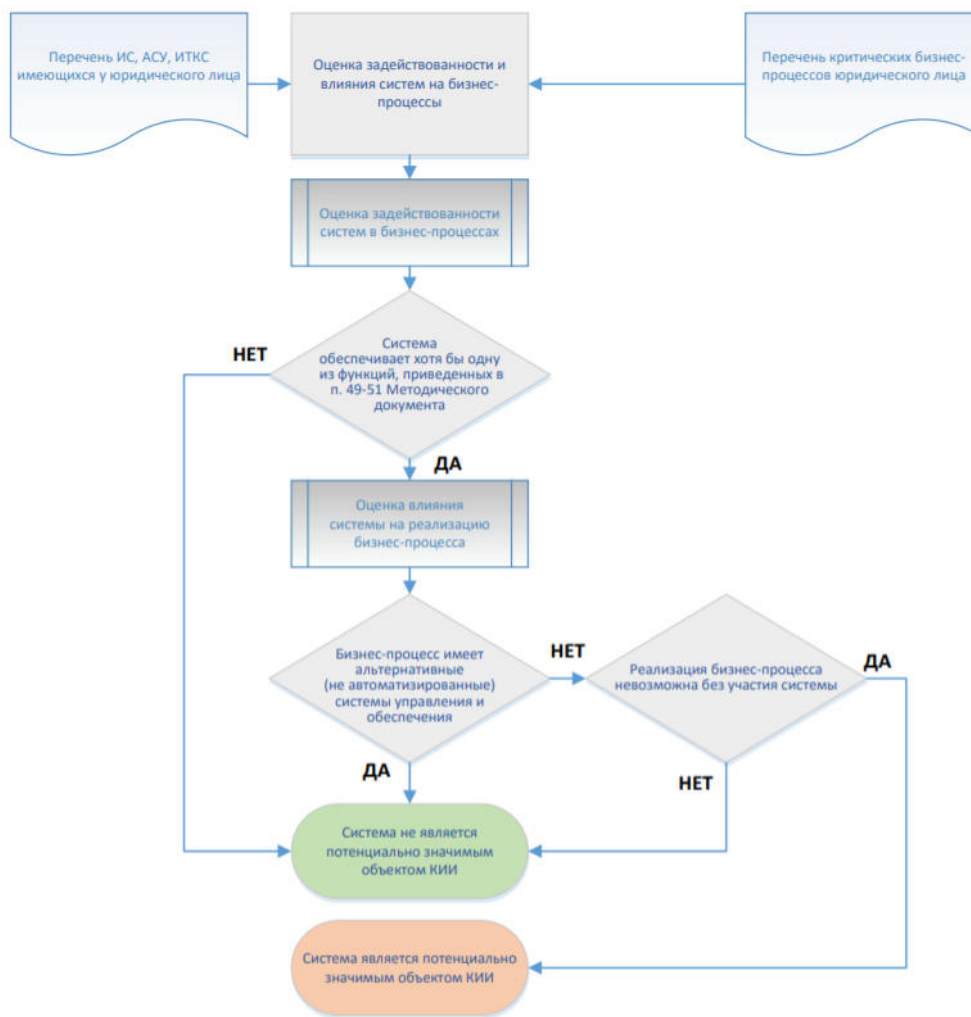 Перечень ИС, АСУ, ИТКС
имеющихся у юридического лица
Оценка задействованности и
влияния систем на бизнес-
процессы
Перечень критических бизнес-
процессов юридического лица
Оценка задействованности
систем в бизнес-процессах
НЕТ
Система
обеспечивает хотя бы одну
из функций, приведенных в
п. 49-51 Методического
документа
ДА
Оценка влияния
системы на реализацию
бизнес-процесса
Бизнес-процесс имеет
альтернативные
(не автоматизированные)
системы управления и
обеспечения
НЕТ
Реализация бизнес-процесса
невозможна без участия системы
ДА
ДА
НЕТ
Система не является
потенциально значимым
объектом КИИ
Система является потенциально
значимым объектом КИИ